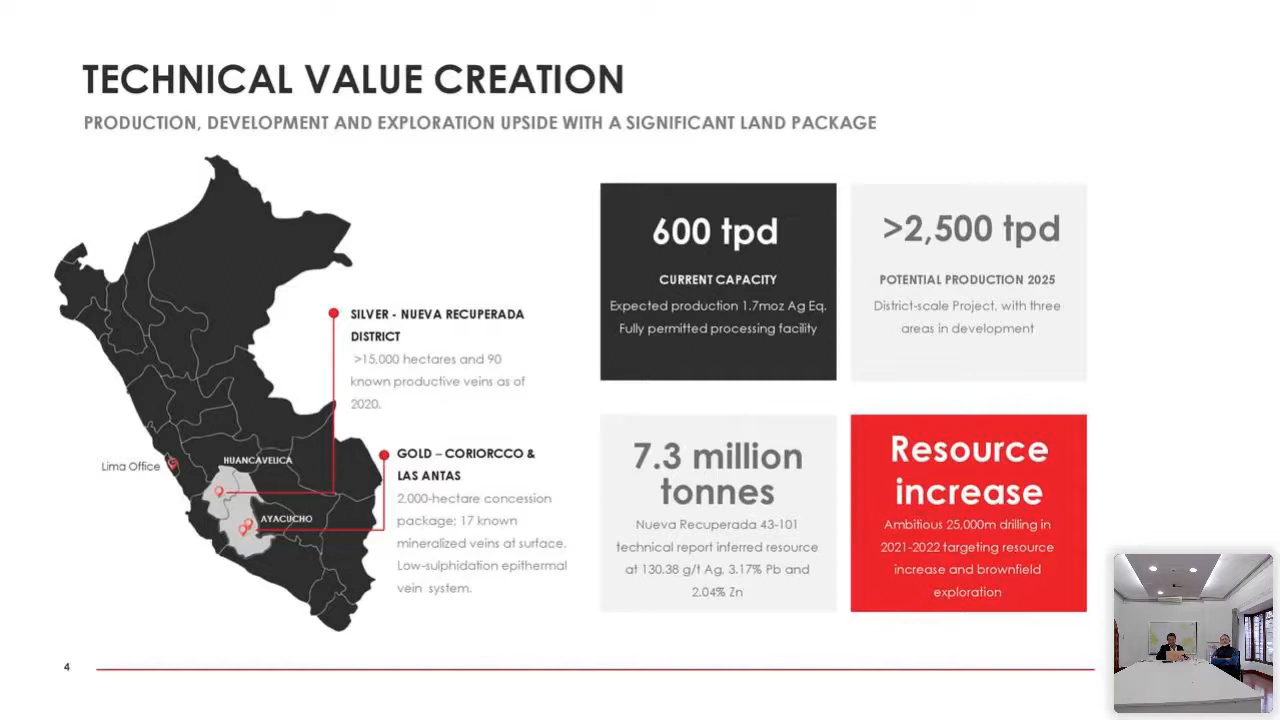 TECHNICAL VALUE CREATION
PRODUCTION, DEVELOPMENT AND EXPLORATION UPSIDE WITH A SIGNIFICANT LAND PACKAGE
SILVER - NUEVA RECUPERADA
DISTRICT
>15,000 hectares and 90
known productive veins as of
2020.
GOLD – CORIORCCO &
LAS ANTAS
2,000-hectare concession
package; 17 known
mineralized veins at surface.
Low-sulphidation epithermal
vein system.
Lima Office
HUANCAVELICA
AYACUCHO
600 tpd
CURRENT CAPACITY
Expected production 1.7moz Ag Eq.
Fully permitted processing facility
>2,500 tpd
POTENTIAL PRODUCTION 2025
District-scale Project, with three
areas in development
7.3 million
tonnes
Nueva Recuperada 43-101
technical report inferred resource
at 130.38 g/t Ag, 3.17% Pb and
2.04% Zn
Resource
increase
Ambitious 25,000m drilling in
2021-2022 targeting resource
increase and brownfield
exploration
4